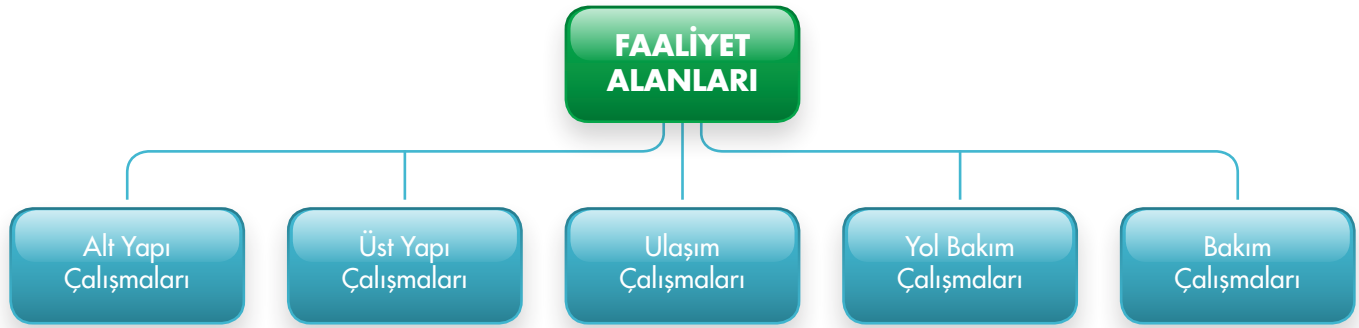 FAALİYET
ALANLARI
Alt Yapı
Çalışmaları
Üst Yapı
Çalışmaları
Ulaşım
Çalışmaları
Yol Bakım
Çalışmaları
Bakım
Çalışmaları